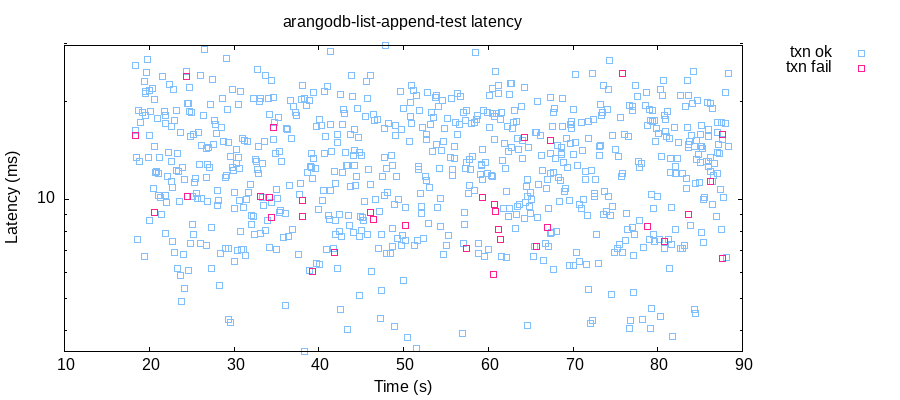 arangodb-list-append-test latency
txn ok
txn fail
Latency (ms)
10
10 20 30 40 50 60 70 80 90
Time (s)